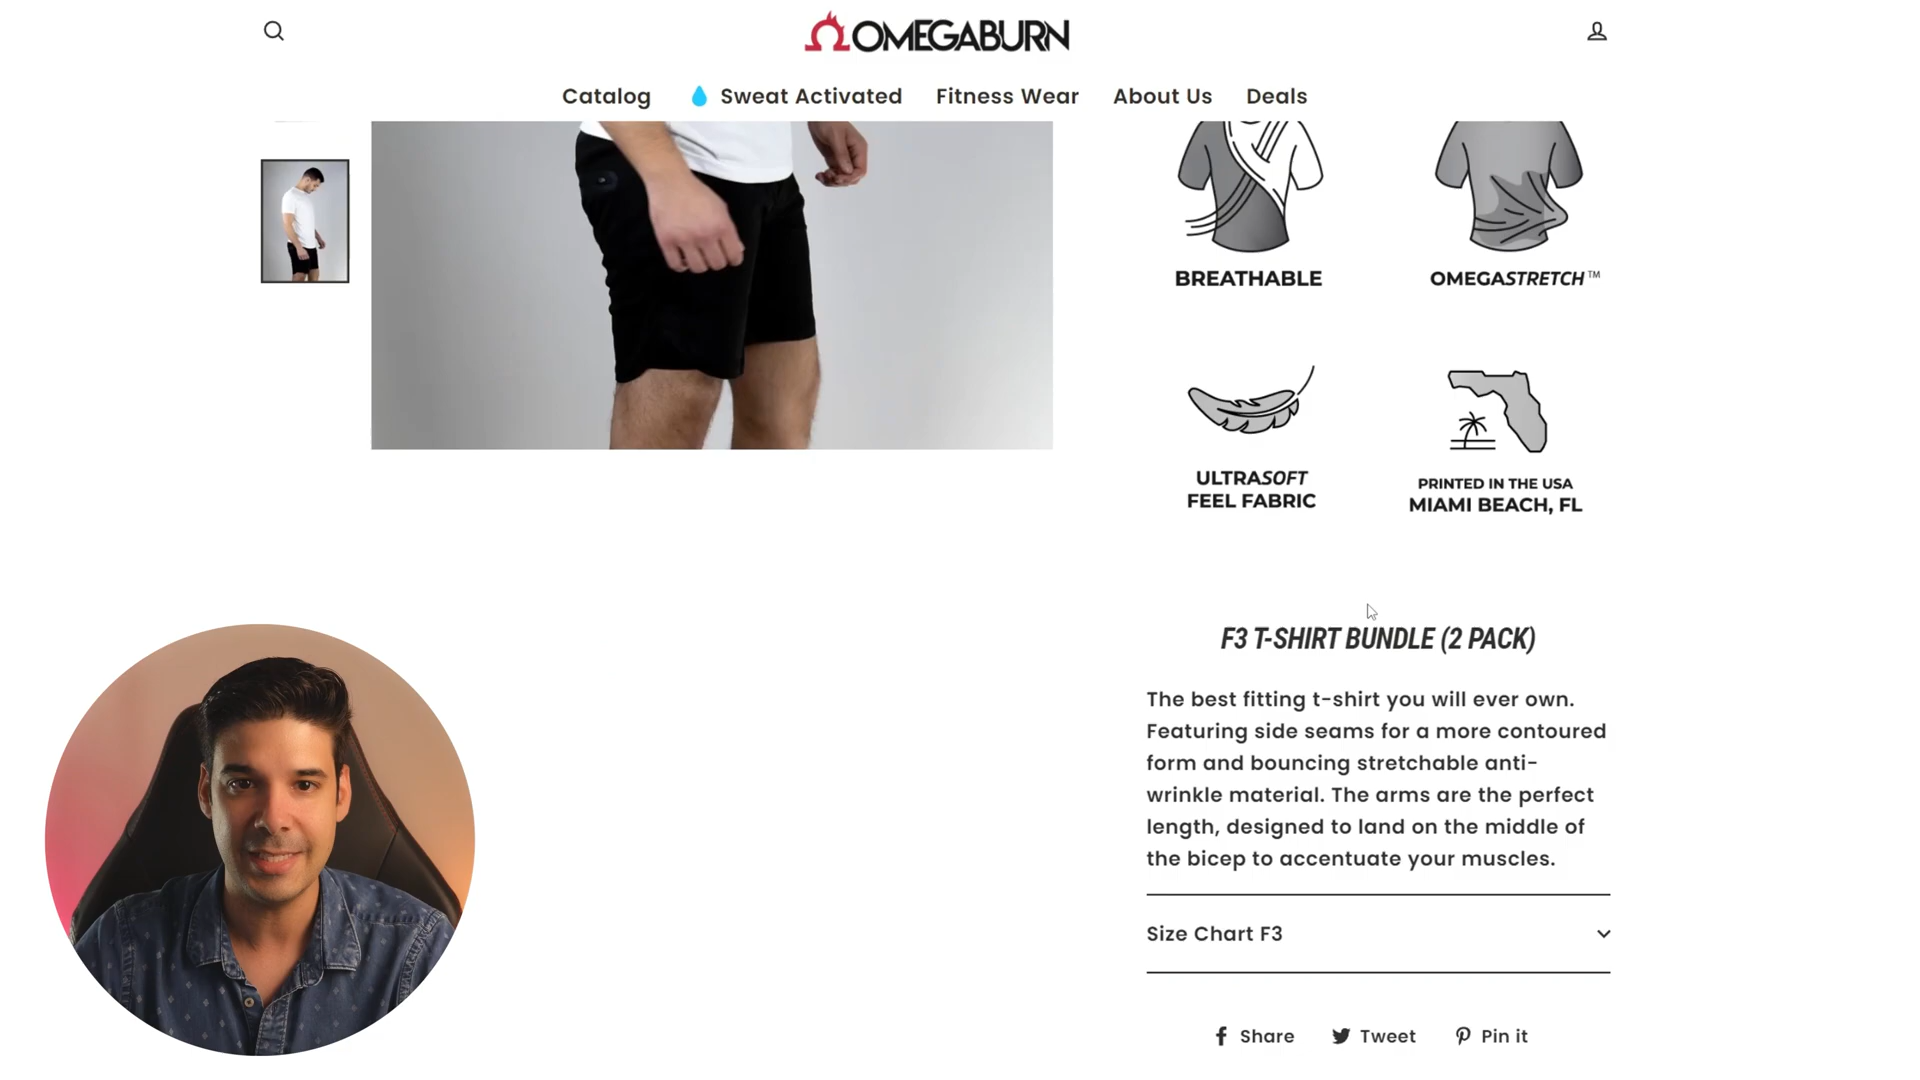 OMEGABURN
Catalog
Sweat Activated
Fitness Wear
About Us
Deals
BREATHABLE
OMEGASTRETCH™
ULTRASOFT
FEEL FABRIC
PRINTED IN THE USA
MIAMI BEACH, FL
F3 T-SHIRT BUNDLE (2 PACK)
The best fitting t-shirt you will ever own.
Featuring side seams for a more contoured
form and bouncing stretchable anti-
wrinkle material. The arms are the perfect
length, designed to land on the middle of
the bicep to accentuate your muscles.
Size Chart F3
Share
Tweet
Pin it